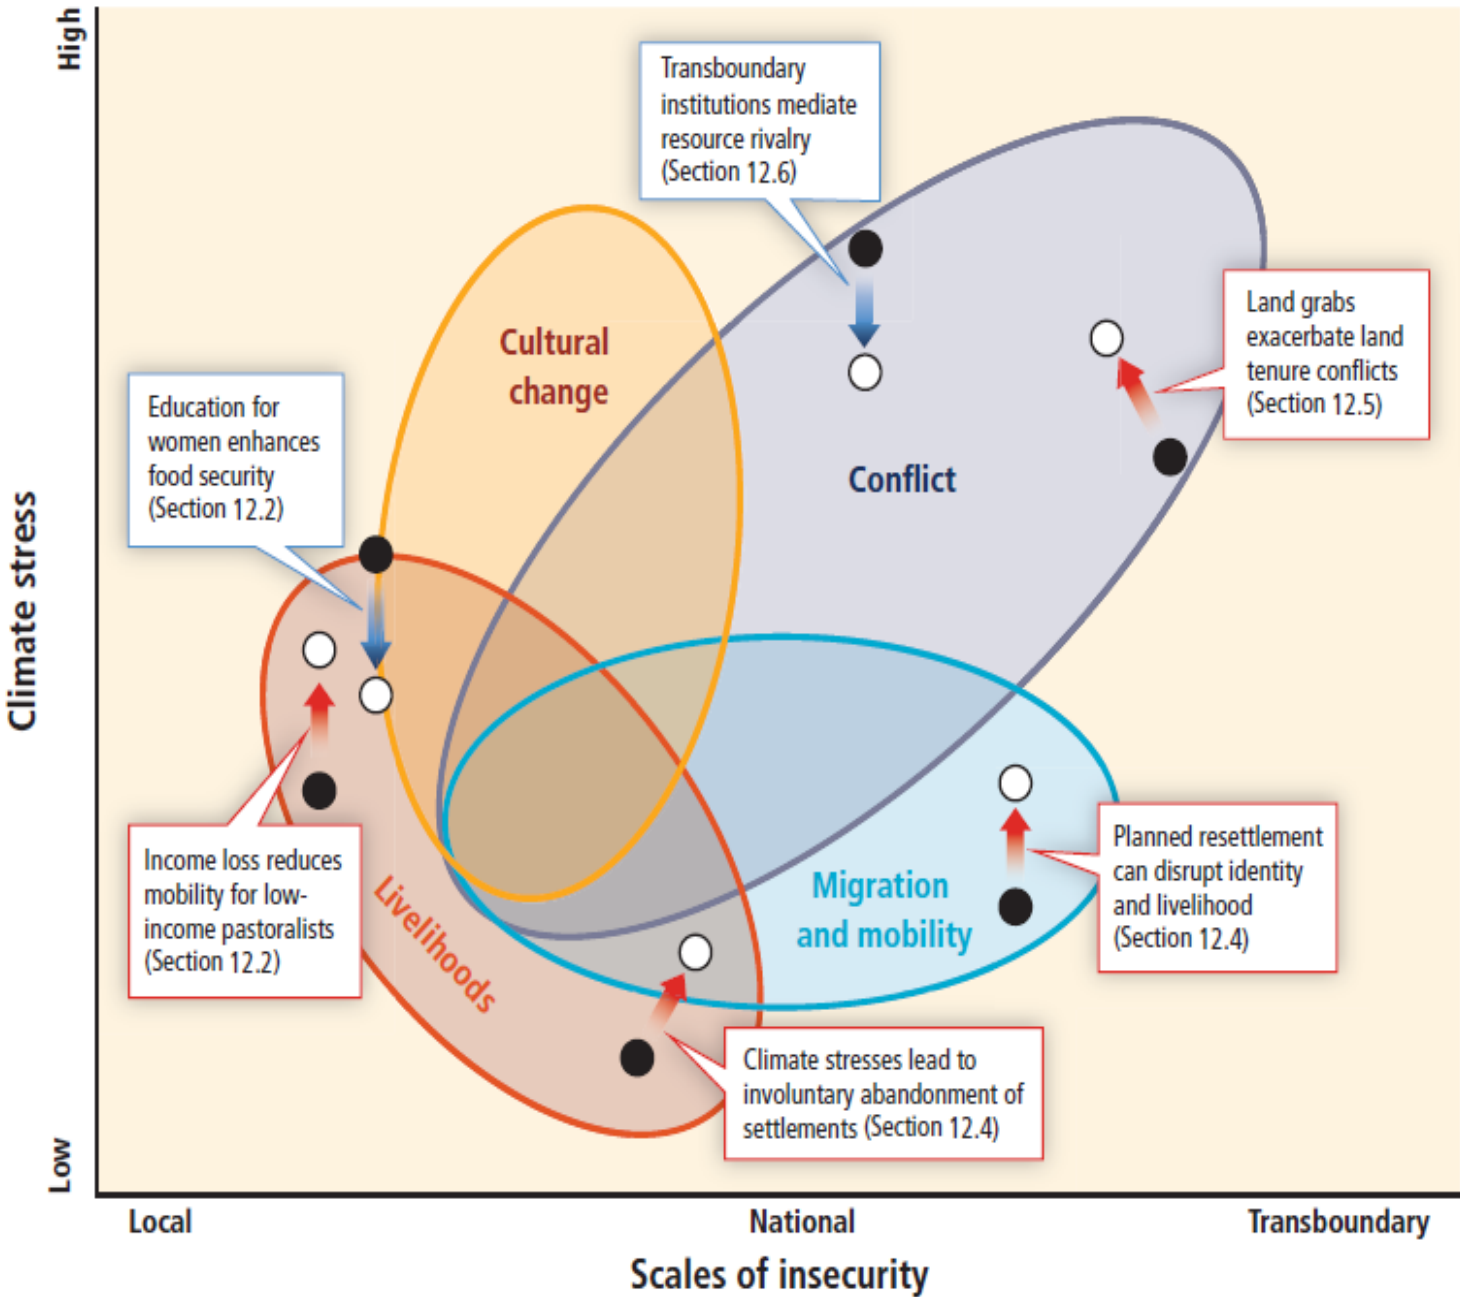 High
Transboundary
institutions mediate
resource rivalry
(Section 12.6)
Land grabs
exacerbate land
tenure conflicts
(Section 12.5)
Cultural
change
Education for
women enhances
food security
(Section 12.2)
Conflict
Climate stress
Income loss reduces
mobility for low-
income pastoralists
(Section 12.2)
Livelihoods
Migration
and mobility
Planned resettlement
can disrupt identity
and livelihood
(Section 12.4)
Climate stresses lead to
involuntary abandonment of
settlements (Section 12.4)
Low
Local
National
Transboundary
Scales of insecurity